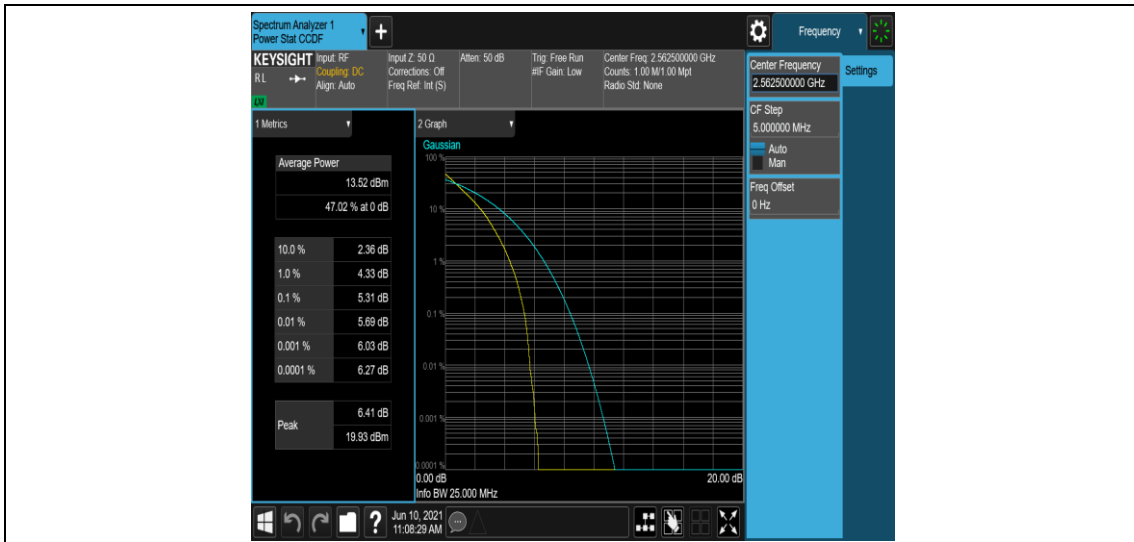 Spectrum Analyzer 1
Power Stat CCDF
Frequency
KEYSIGHT
RL
Input: RF
Coupling: DC
Align: Auto
Input Z: 50 Ω
Corrections: Off
Freq Ref: Int (S)
Atten: 50 dB
Trig: Free Run
#IF Gain: Low
Center Freq: 2.562500000 GHz
Counts: 1.00 M/1.00 Mpt
Radio Std: None
Center Frequency
2.562500000 GHz
Settings
CF Step
5.000000 MHz
Auto
Man
Freq Offset
0 Hz
1 Metrics
Average Power
13.52 dBm
47.02 % at 0 dB
10.0 % 2.36 dB
1.0 % 4.33 dB
0.1 % 5.31 dB
0.01 % 5.69 dB
0.001 % 6.03 dB
0.0001 % 6.27 dB
Peak
6.41 dB
19.93 dBm
2 Graph
Gaussian
100 %
10 %
1 %
0.1 %
0.01 %
0.001 %
0.0001 %
0.00 dB 20.00 dB
Info BW 25.000 MHz
?
Jun 10, 2021
11:08:29 AM